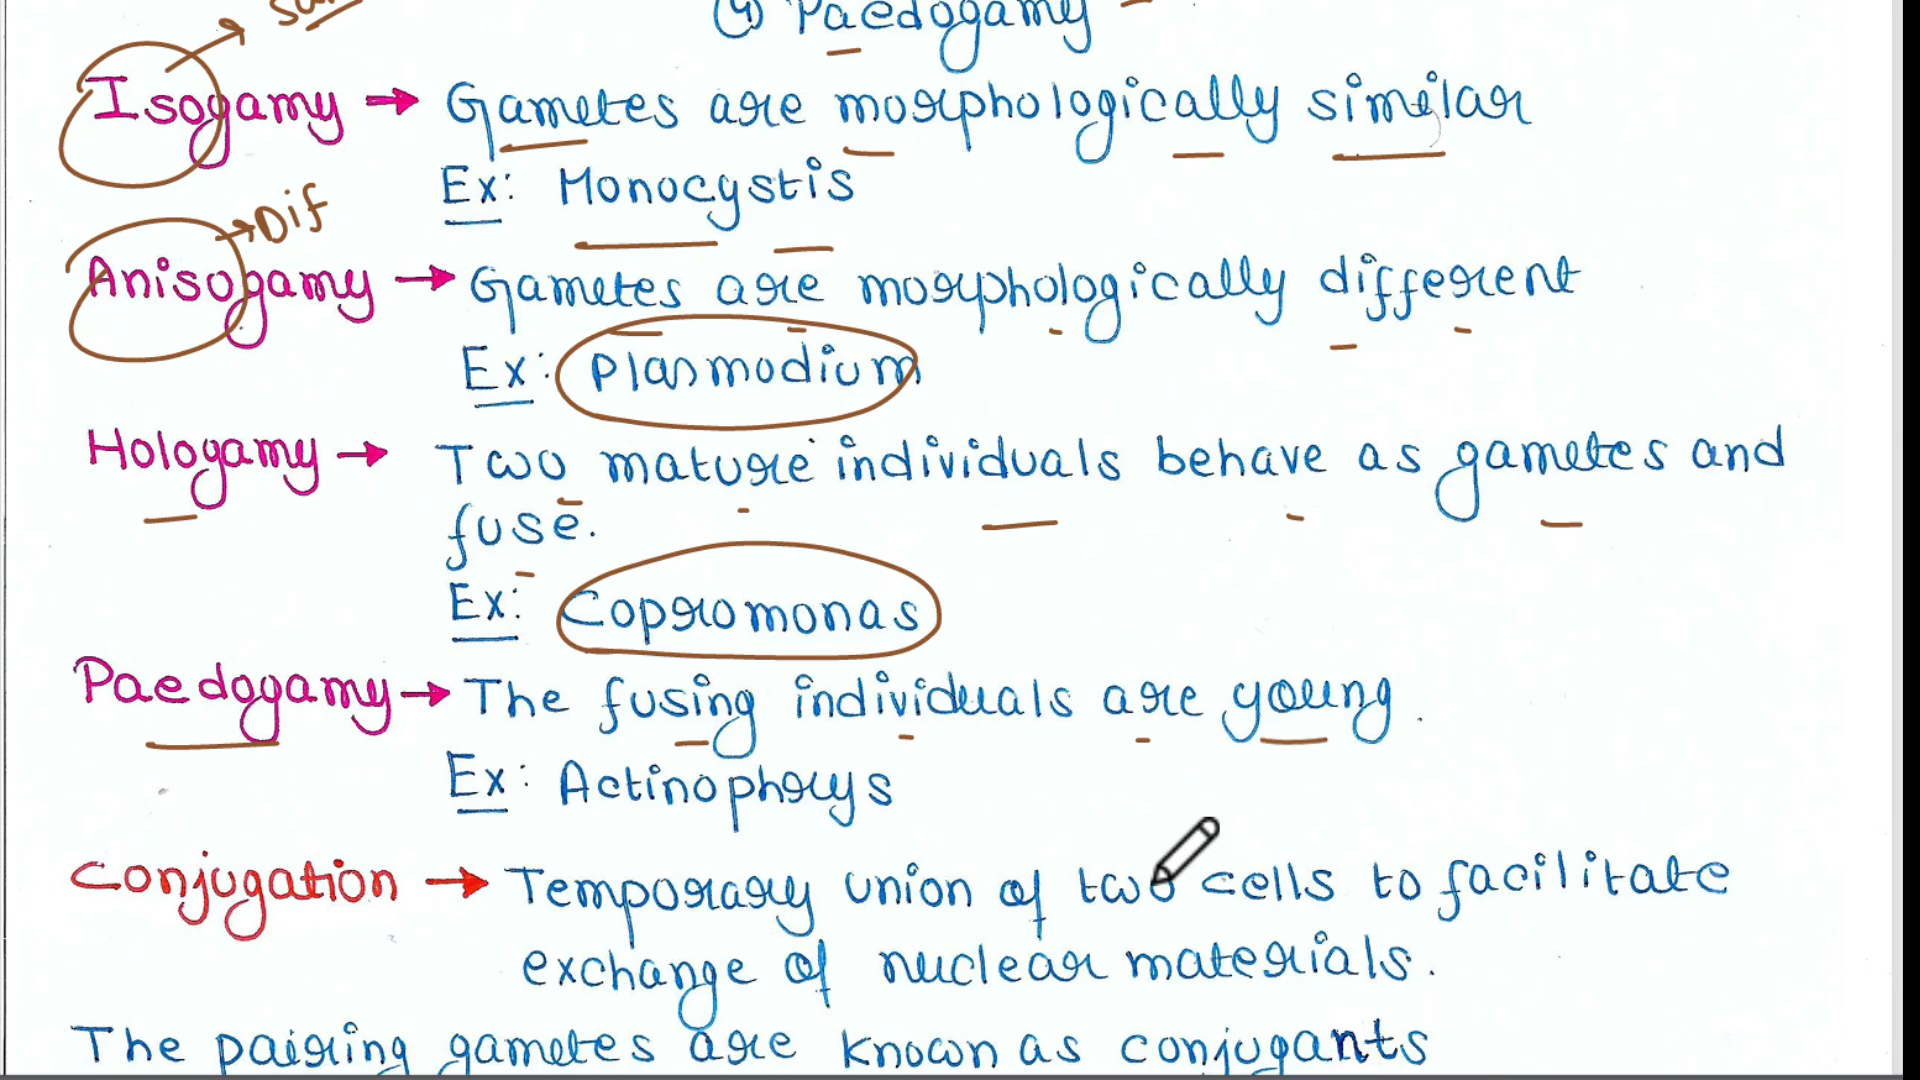 (4) Paedogamy
Isogamy → Gametes are morphologically similar
Ex: Monocystis
→ Dif
Anisogamy → Gametes are morphologically different
Ex: Plasmodium
Hologamy → Two mature individuals behave as gametes and
fuse.
Ex: Copromonas
Paedogamy → The fusing individuals are young.
Ex: Actinophrys
Conjugation → Temporary union of two cells to facilitate
exchange of nuclear materials.
The pairing gametes are known as conjugants